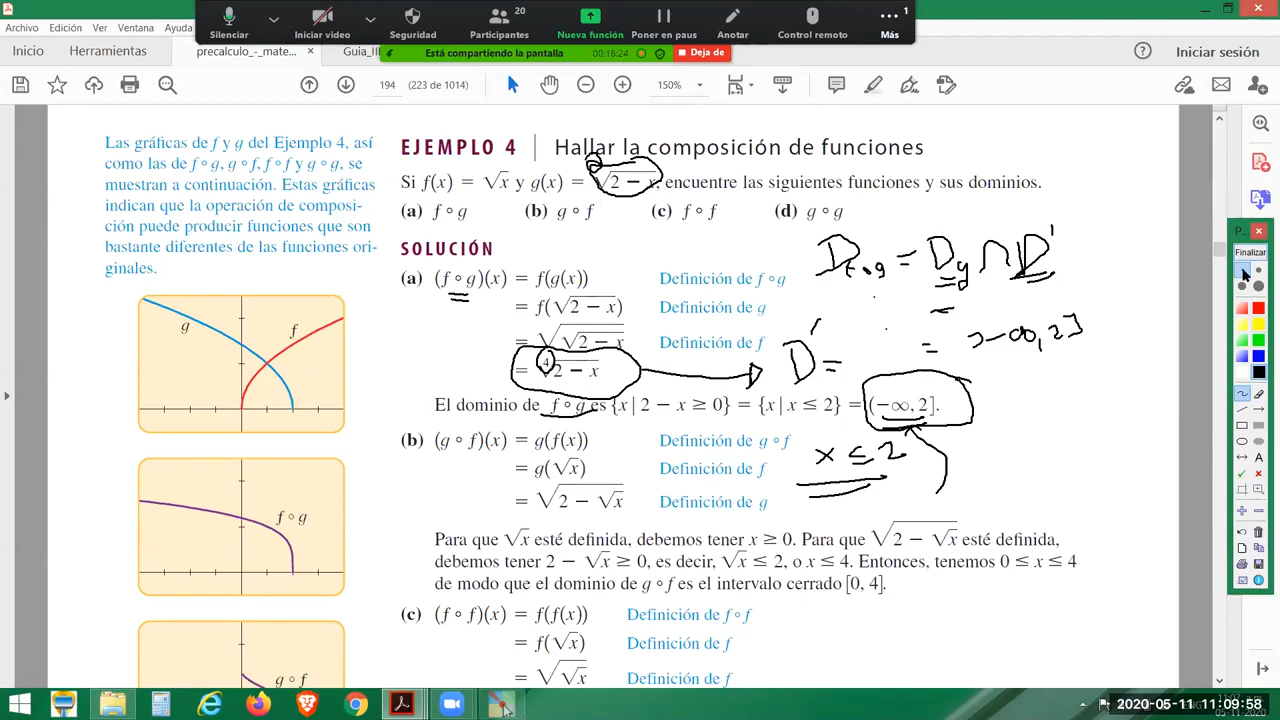 Silenciar
Iniciar video
Seguridad
20
Participantes
Nueva función
Poner en paus
Anotar
Control remoto
1
Más
Archivo Edición Ver Ventana Ayuda
Está compartiendo la pantalla 00:16:24 Deja de
Inicio Herramientas precalculo_-_mate... × Guia_III
Iniciar sesión
194 (223 de 1014) 150%
Las gráficas de f y g del Ejemplo 4, así
como las de f ∘ g, g ∘ f, f ∘ f y g ∘ g, se
muestran a continuación. Estas gráficas
indican que la operación de composi-
ción puede producir funciones que son
bastante diferentes de las funciones ori-
ginales.
g f
f ∘ g
g ∘ f
EJEMPLO 4 | Hallar la composición de funciones
Si f(x) = √x y g(x) = √2 − x, encuentre las siguientes funciones y sus dominios.
(a) f ∘ g (b) g ∘ f (c) f ∘ f (d) g ∘ g
SOLUCIÓN
(a) (f ∘ g)(x) = f(g(x)) Definición de f ∘ g
= f(√2 − x) Definición de g
= √√2 − x Definición de f
= ⁴√2 − x
El dominio de f ∘ g es {x | 2 − x ≥ 0} = {x | x ≤ 2} = (−∞, 2].
D f∘g = Dg ∩ D'
=
= ]-∞, 2]
D' =
x ≤ 2
(b) (g ∘ f)(x) = g(f(x)) Definición de g ∘ f
= g(√x) Definición de f
= √2 − √x Definición de g
Para que √x esté definida, debemos tener x ≥ 0. Para que √2 − √x esté definida,
debemos tener 2 − √x ≥ 0, es decir, √x ≤ 2, o x ≤ 4. Entonces, tenemos 0 ≤ x ≤ 4
de modo que el dominio de g ∘ f es el intervalo cerrado [0, 4].
(c) (f ∘ f)(x) = f(f(x)) Definición de f ∘ f
= f(√x) Definición de f
= √√x Definición de f
P...
Finalizar
A
2020-05-11 11:09:58